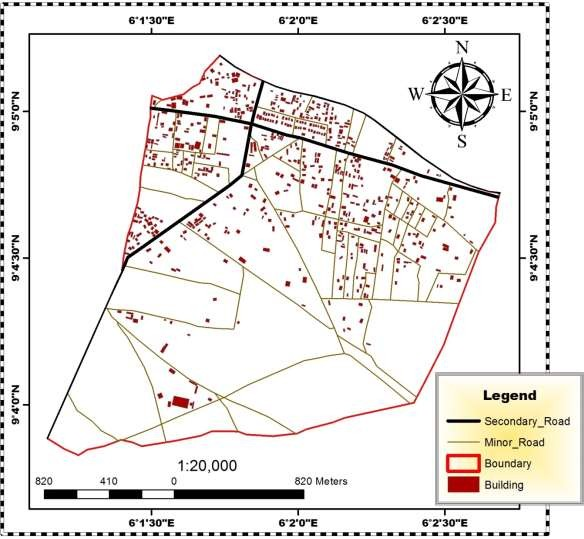 6°1'30"E 6°2'0"E 6°2'30"E
N
W E
S
9°5'0"N 9°5'0"N
9°4'30"N 9°4'30"N
9°4'0"N 9°4'0"N
Legend
Secondary_Road
Minor_Road
Boundary
Building
1:20,000
820 410 0 820 Meters
6°1'30"E 6°2'0"E 6°2'30"E